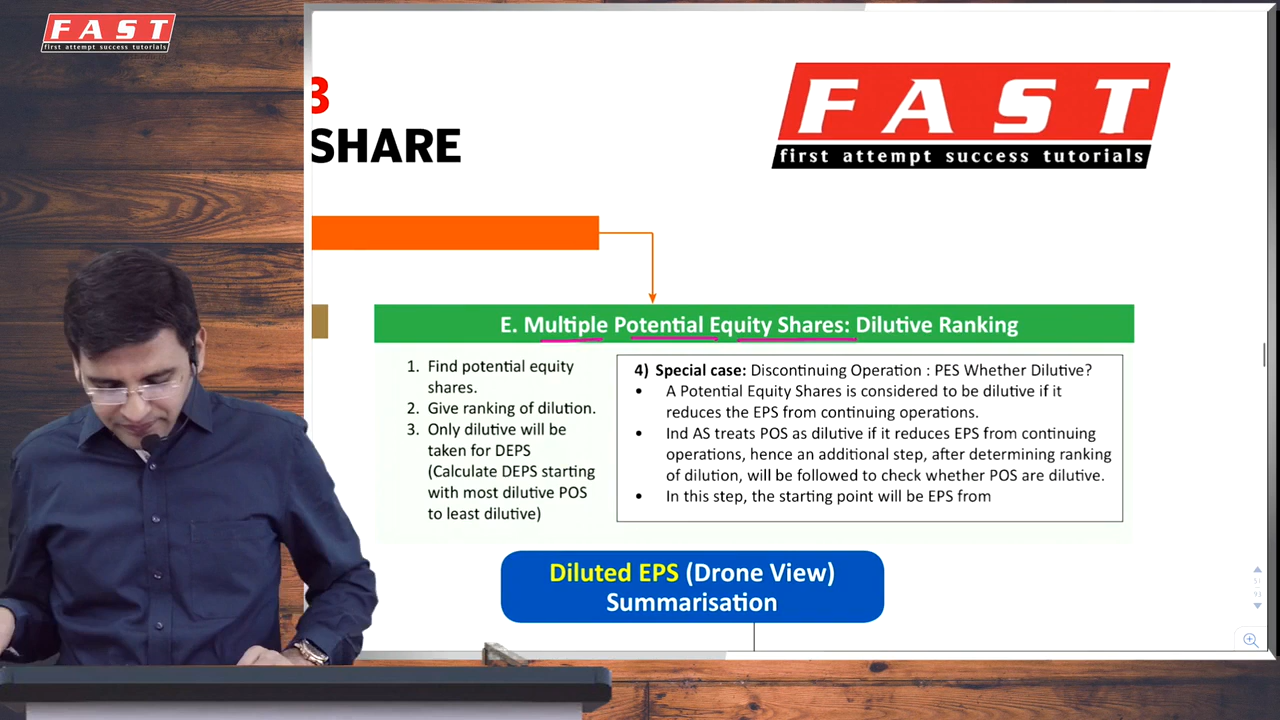 FAST
first attempt success tutorials
3
SHARE
FAST
first attempt success tutorials
E. Multiple Potential Equity Shares: Dilutive Ranking
1. Find potential equity
shares.
2. Give ranking of dilution.
3. Only dilutive will be
taken for DEPS
(Calculate DEPS starting
with most dilutive POS
to least dilutive)
4) Special case: Discontinuing Operation : PES Whether Dilutive?
• A Potential Equity Shares is considered to be dilutive if it
reduces the EPS from continuing operations.
• Ind AS treats POS as dilutive if it reduces EPS from continuing
operations, hence an additional step, after determining ranking
of dilution, will be followed to check whether POS are dilutive.
• In this step, the starting point will be EPS from
Diluted EPS (Drone View)
Summarisation
51
93